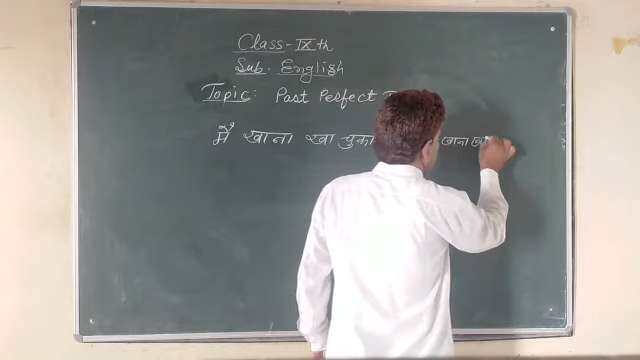 Class-IXth
Sub. English
Topic: Past Perfect
मैं खाना खा चुका खाना